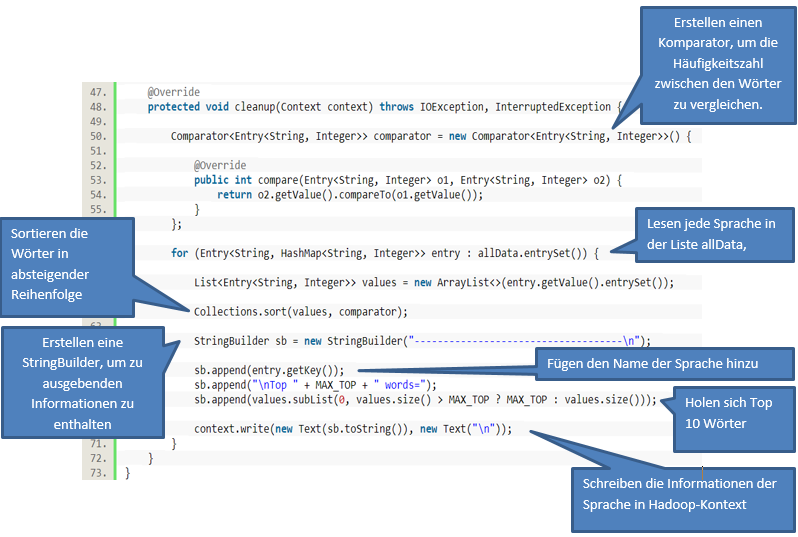 Erstellen einen
Komparator, um die
Häufigkeitszahl
zwischen den Wörter
zu vergleichen.
47. @Override
48. protected void cleanup(Context context) throws IOException, InterruptedException {
49.
50. Comparator<Entry<String, Integer>> comparator = new Comparator<Entry<String, Integer>>() {
51.
52. @Override
53. public int compare(Entry<String, Integer> o1, Entry<String, Integer> o2) {
54. return o2.getValue().compareTo(o1.getValue());
55. }
};
Lesen jede Sprache in
der Liste allData,
Sortieren die
Wörter in
absteigender
Reihenfolge
for (Entry<String, HashMap<String, Integer>> entry : allData.entrySet()) {
List<Entry<String, Integer>> values = new ArrayList<>(entry.getValue().entrySet());
Collections.sort(values, comparator);
Erstellen eine
StringBuilder, um zu
ausgebenden
Informationen zu
enthalten
StringBuilder sb = new StringBuilder("-----------------------------------\n");
Fügen den Name der Sprache hinzu
sb.append(entry.getKey());
sb.append("\nTop " + MAX_TOP + " words=");
sb.append(values.subList(0, values.size() > MAX_TOP ? MAX_TOP : values.size()));
Holen sich Top
10 Wörter
context.write(new Text(sb.toString()), new Text("\n"));
71. }
72. }
73. }
Schreiben die Informationen der
Sprache in Hadoop-Kontext